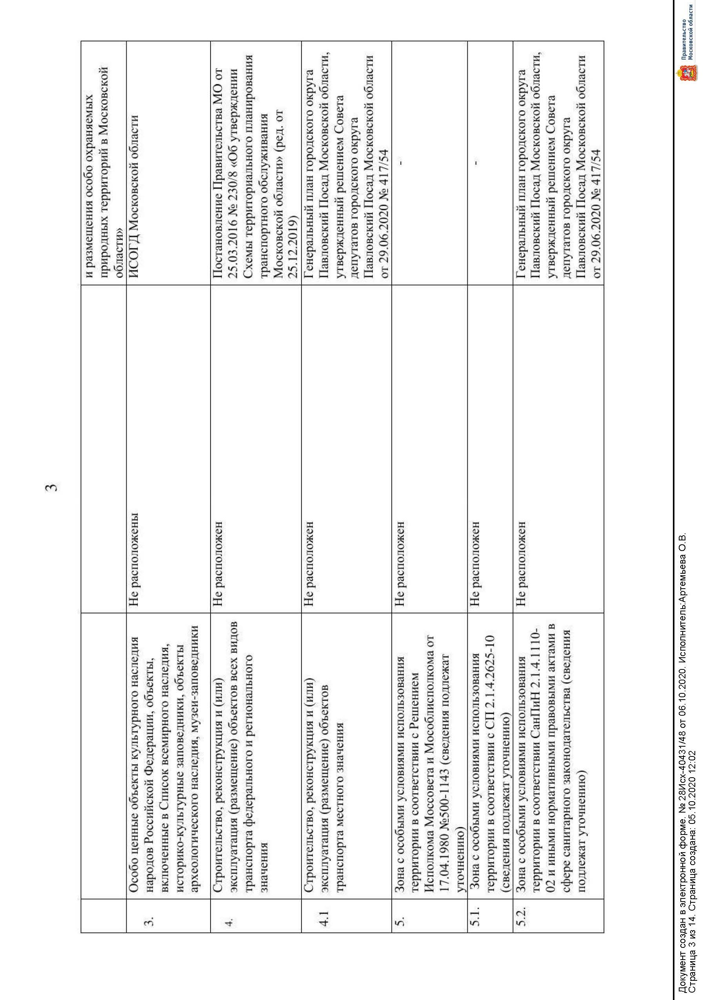 3
и размещения особо охраняемых
природных территорий в Московской
области»
3.
Особо ценные объекты культурного наследия
народов Российской Федерации, объекты,
включенные в Список всемирного наследия,
историко-культурные заповедники, объекты
археологического наследия, музеи-заповедники
Не расположены
ИСОГД Московской области
4.
Строительство, реконструкция и (или)
эксплуатация (размещение) объектов всех видов
транспорта федерального и регионального
значения
Не расположен
Постановление Правительства МО от
25.03.2016 № 230/8 «Об утверждении
Схемы территориального планирования
транспортного обслуживания
Московской области» (ред. от
25.12.2019)
4.1
Строительство, реконструкция и (или)
эксплуатация (размещение) объектов
транспорта местного значения
Не расположен
Генеральный план городского округа
Павловский Посад Московской области,
утвержденный решением Совета
депутатов городского округа
Павловский Посад Московской области
от 29.06.2020 № 417/54
5.
Зона с особыми условиями использования
территории в соответствии с Решением
Исполкома Моссовета и Мособлисполкома от
17.04.1980 №500-1143 (сведения подлежат
уточнению)
Не расположен
-
5.1.
Зона с особыми условиями использования
территории в соответствии с СП 2.1.4.2625-10
(сведения подлежат уточнению)
Не расположен
-
5.2.
Зона с особыми условиями использования
территории в соответствии СанПиН 2.1.4.1110-
02 и иными нормативными правовыми актами в
сфере санитарного законодательства (сведения
подлежат уточнению)
Не расположен
Генеральный план городского округа
Павловский Посад Московской области,
утвержденный решением Совета
депутатов городского округа
Павловский Посад Московской области
от 29.06.2020 № 417/54
Документ создан в электронной форме. № 28Исх-40431/48 от 06.10.2020. Исполнитель:Артемьева О.В.
Страница 3 из 14. Страница создана: 05.10.2020 12:02
Правительство
Московской области